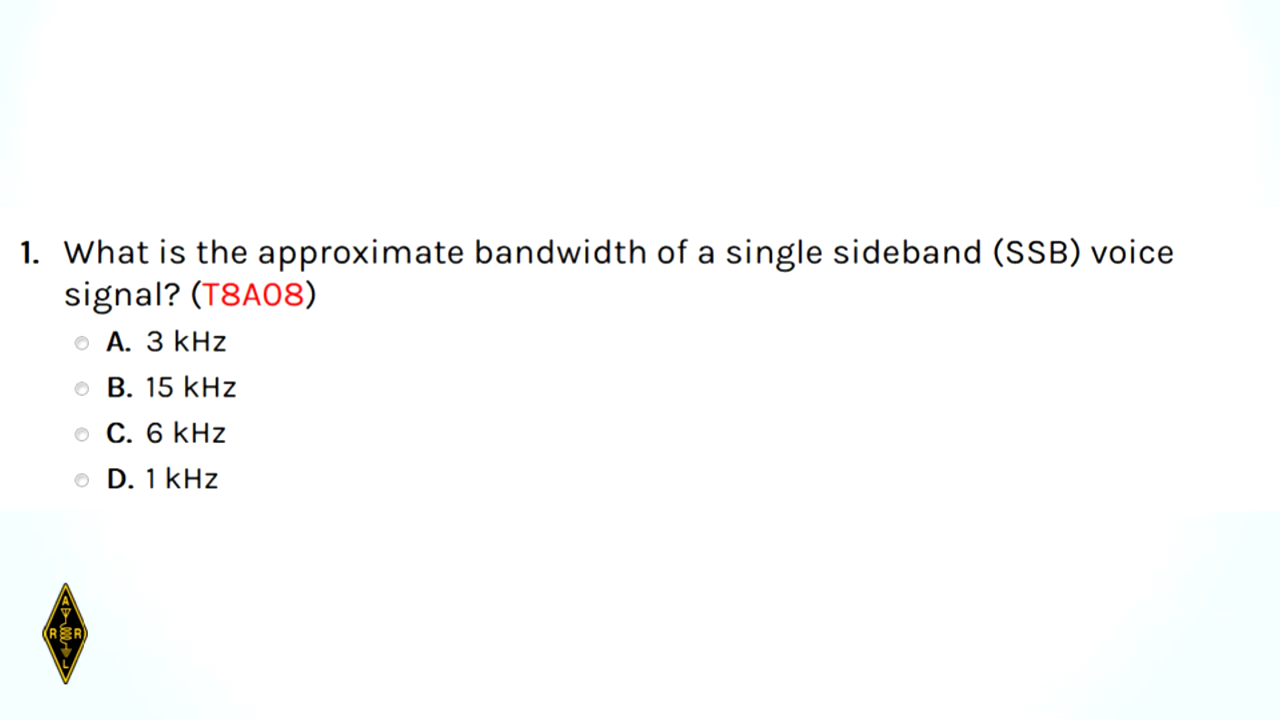 1. What is the approximate bandwidth of a single sideband (SSB) voice
signal? (T8A08)
A. 3 kHz
B. 15 kHz
C. 6 kHz
D. 1 kHz
A
R R
L